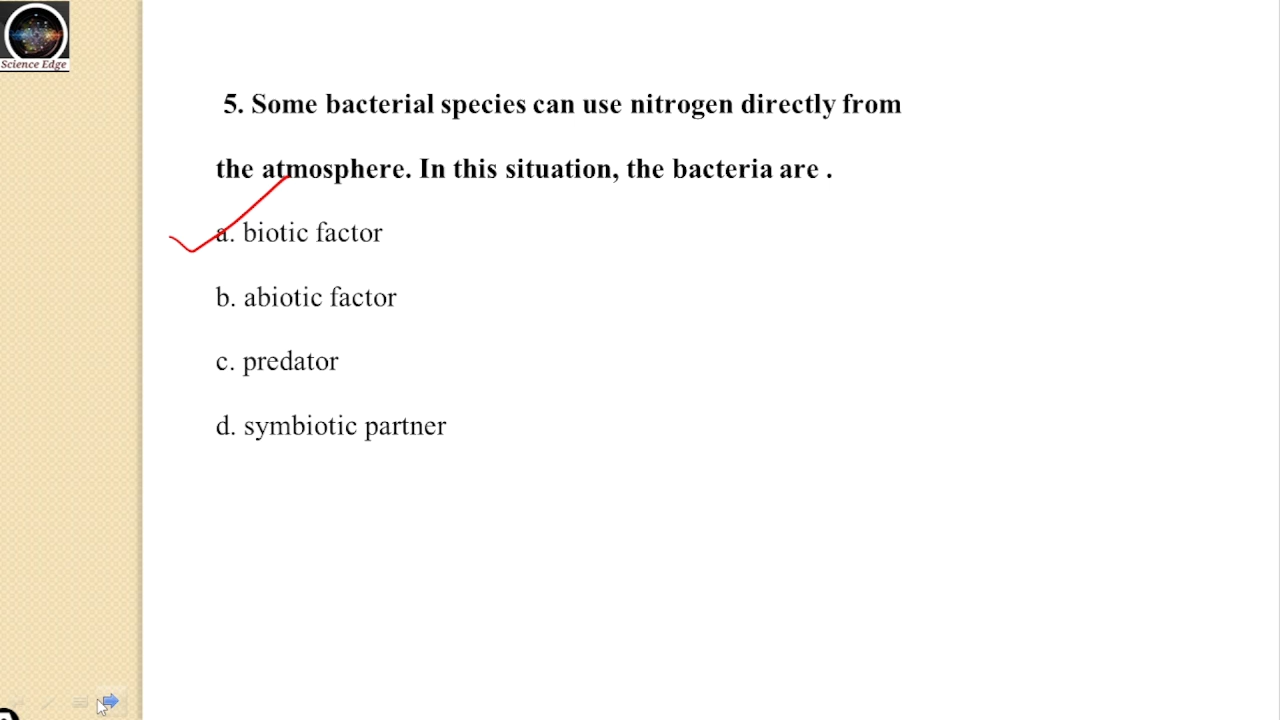 Science Edge
5. Some bacterial species can use nitrogen directly from
the atmosphere. In this situation, the bacteria are .
a. biotic factor
b. abiotic factor
c. predator
d. symbiotic partner